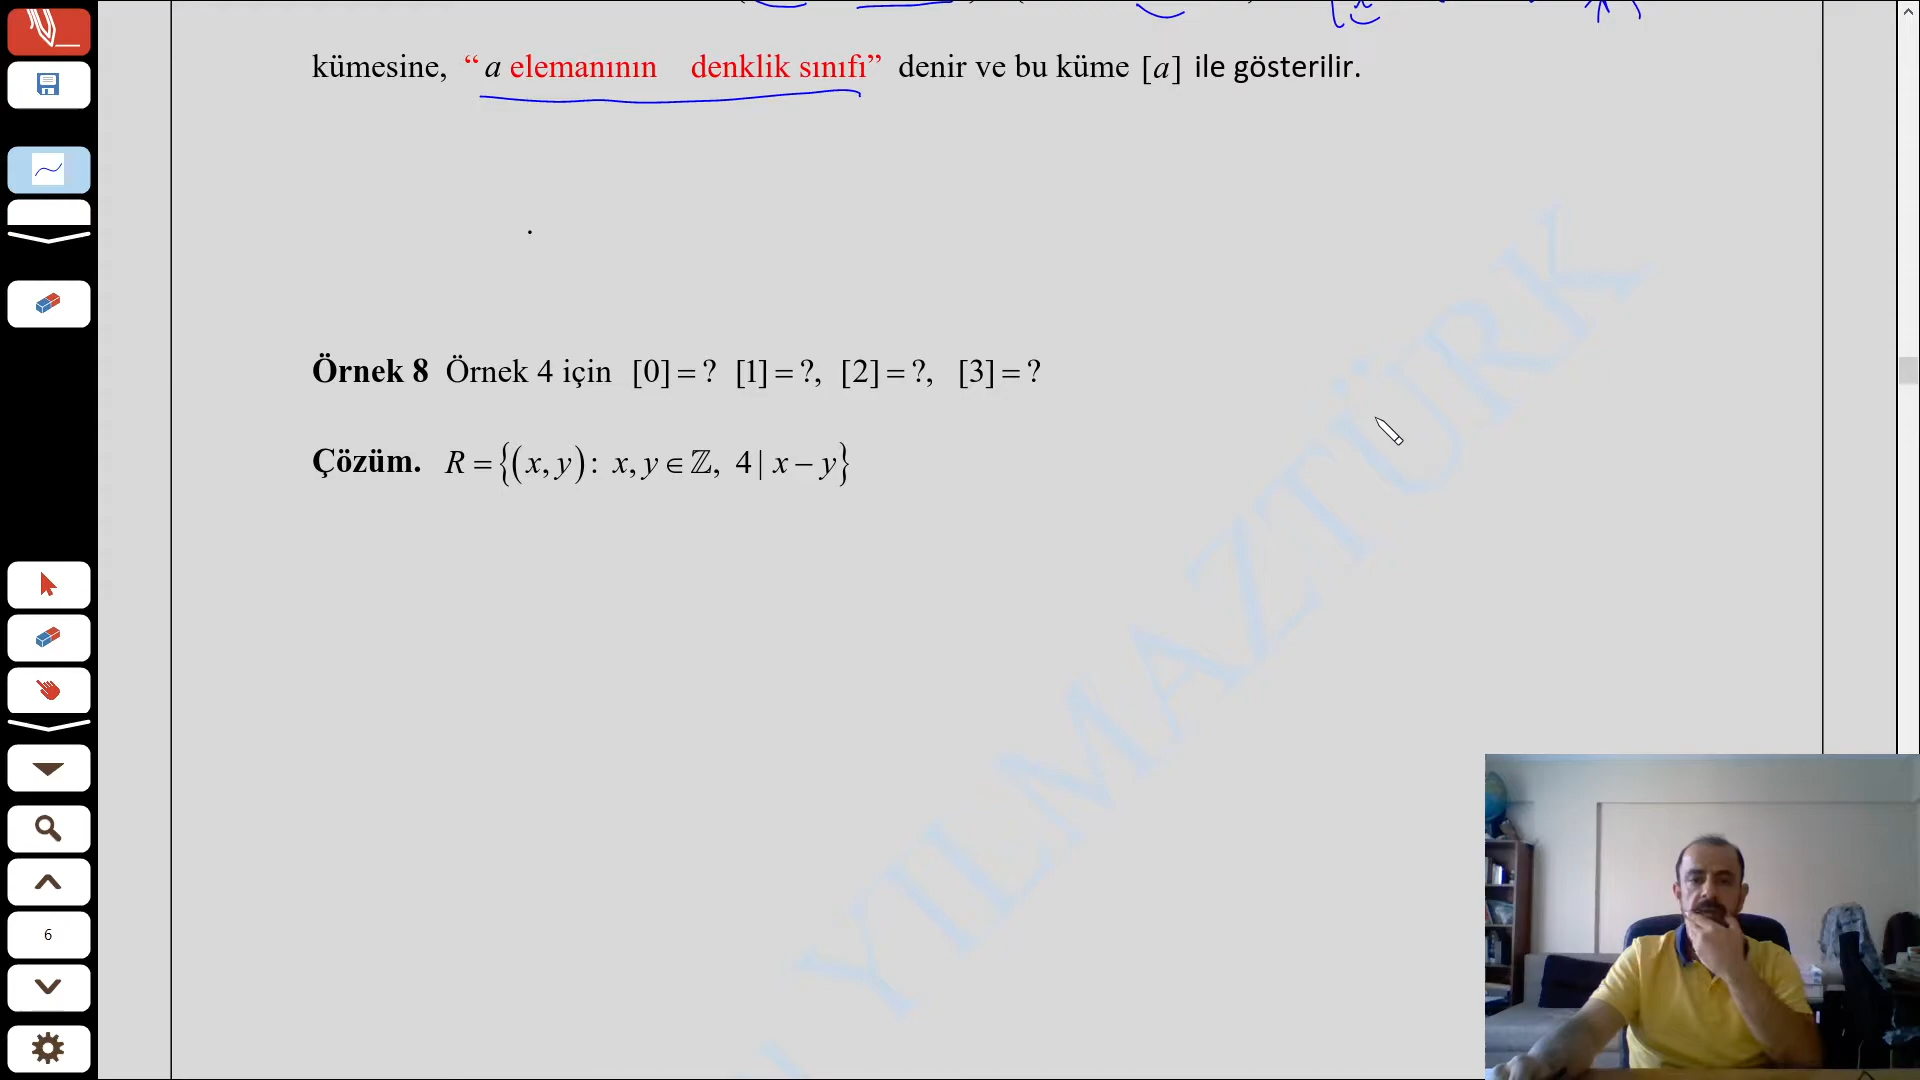 kümesine, “a elemanının denklik sınıfı” denir ve bu küme [a] ile gösterilir.
.
Örnek 8 Örnek 4 için [0]=? [1]=?, [2]=?, [3]=?
Çözüm. R={(x,y): x,y∈ℤ, 4|x−y}
YILMAZTÜRK
6